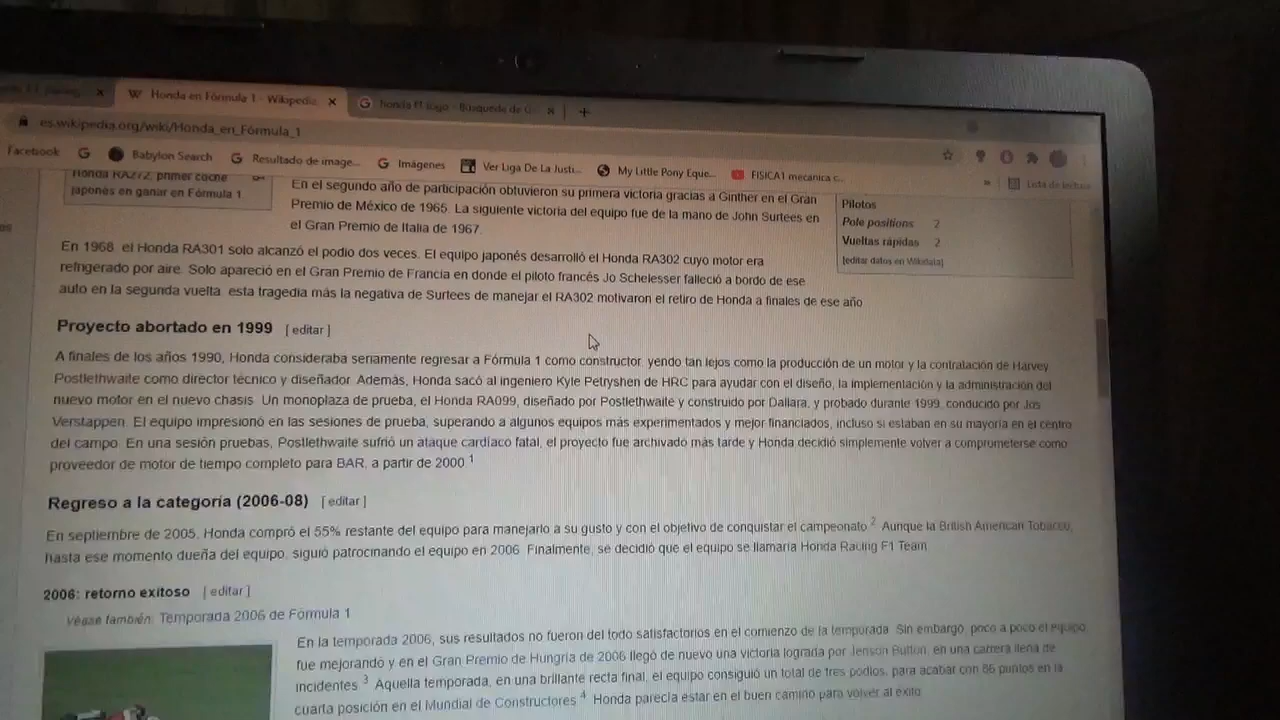 Honda en Fórmula 1 - Wikipedia
honda f1 logo - Búsqueda de G...
es.wikipedia.org/wiki/Honda_en_Fórmula_1
Facebook Babylon Search Resultado de image... Imágenes Ver Liga De La Justi... My Little Pony Eque... FISICA1 mecanica c... » Lista de lectura
Honda RA272, primer coche
japonés en ganar en Fórmula 1.
En el segundo año de participación obtuvieron su primera victoria gracias a Ginther en el Gran
Premio de México de 1965. La siguiente victoria del equipo fue de la mano de John Surtees en
el Gran Premio de Italia de 1967.
Pilotos
Pole positions 2
Vueltas rápidas 2
[editar datos en Wikidata]
En 1968 el Honda RA301 solo alcanzó el podio dos veces. El equipo japonés desarrolló el Honda RA302 cuyo motor era
refrigerado por aire. Solo apareció en el Gran Premio de Francia en donde el piloto francés Jo Schelesser falleció a bordo de ese
auto en la segunda vuelta. esta tragedia más la negativa de Surtees de manejar el RA302 motivaron el retiro de Honda a finales de ese año
Proyecto abortado en 1999 [ editar ]
A finales de los años 1990, Honda consideraba seriamente regresar a Fórmula 1 como constructor, yendo tan lejos como la producción de un motor y la contratación de Harvey
Postlethwaite como director técnico y diseñador. Además, Honda sacó al ingeniero Kyle Petryshen de HRC para ayudar con el diseño, la implementación y la administración del
nuevo motor en el nuevo chasis. Un monoplaza de prueba, el Honda RA099, diseñado por Postlethwaite y construido por Dallara, y probado durante 1999, conducido por Jos
Verstappen. El equipo impresionó en las sesiones de prueba, superando a algunos equipos más experimentados y mejor financiados, incluso si estaban en su mayoría en el centro
del campo. En una sesión pruebas, Postlethwaite sufrió un ataque cardíaco fatal, el proyecto fue archivado más tarde y Honda decidió simplemente volver a comprometerse como
proveedor de motor de tiempo completo para BAR, a partir de 2000.1
Regreso a la categoría (2006-08) [ editar ]
En septiembre de 2005, Honda compró el 55% restante del equipo para manejarlo a su gusto y con el objetivo de conquistar el campeonato.2 Aunque la British American Tobacco,
hasta ese momento dueña del equipo, siguió patrocinando el equipo en 2006. Finalmente, se decidió que el equipo se llamaría Honda Racing F1 Team.
2006: retorno exitoso [ editar ]
Véase también: Temporada 2006 de Fórmula 1
En la temporada 2006, sus resultados no fueron del todo satisfactorios en el comienzo de la temporada. Sin embargo, poco a poco el equipo
fue mejorando y en el Gran Premio de Hungría de 2006 llegó de nuevo una victoria lograda por Jenson Button, en una carrera llena de
incidentes.3 Aquella temporada, en una brillante recta final, el equipo consiguió un total de tres podios, para acabar con 86 puntos en la
cuarta posición en el Mundial de Constructores.4 Honda parecía estar en el buen camino para volver al éxito.